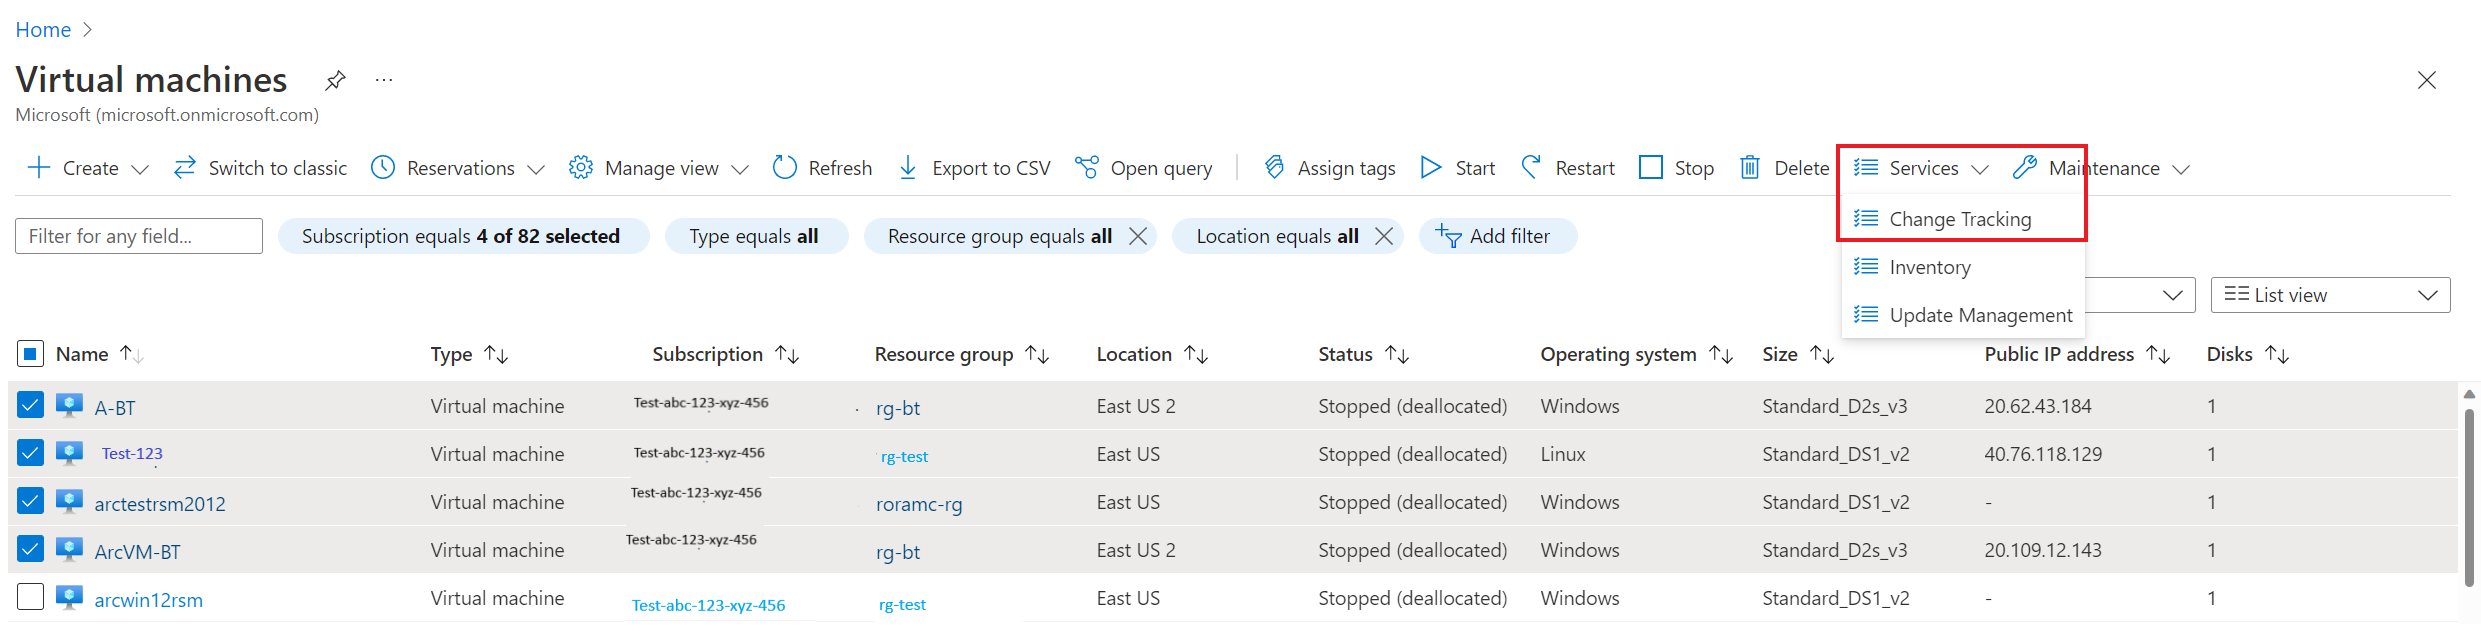 Home
Virtual machines
Microsoft (microsoft.onmicrosoft.com)
Create Switch to classic Reservations Manage view Refresh Export to CSV Open query Assign tags Start Restart Stop Delete Services Maintenance
Change Tracking
Filter for any field... Subscription equals 4 of 82 selected Type equals all Resource group equals all Location equals all Add filter
Inventory
List view
Update Management
Name Type Subscription Resource group Location Status Operating system Size Public IP address Disks
A-BT Virtual machine Test-abc-123-xyz-456 rg-bt East US 2 Stopped (deallocated) Windows Standard_D2s_v3 20.62.43.184 1
Test-123 Virtual machine Test-abc-123-xyz-456 rg-test East US Stopped (deallocated) Linux Standard_DS1_v2 40.76.118.129 1
arctestrsm2012 Virtual machine Test-abc-123-xyz-456 roramc-rg East US Stopped (deallocated) Windows Standard_DS1_v2 - 1
ArcVM-BT Virtual machine Test-abc-123-xyz-456 rg-bt East US 2 Stopped (deallocated) Windows Standard_D2s_v3 20.109.12.143 1
arcwin12rsm Virtual machine Test-abc-123-xyz-456 rg-test East US Stopped (deallocated) Windows Standard_DS1_v2 - 1